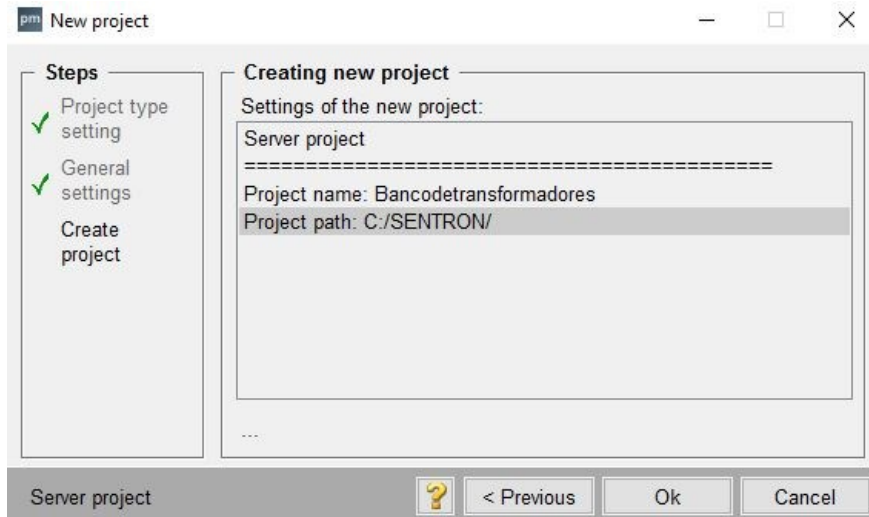 pm New project
Steps
Project type
setting
General
settings
Create
project
Creating new project
Settings of the new project:
Server project
===========================================
Project name: Bancodetransformadores
Project path: C:/SENTRON/
...
Server project
?
< Previous
Ok
Cancel